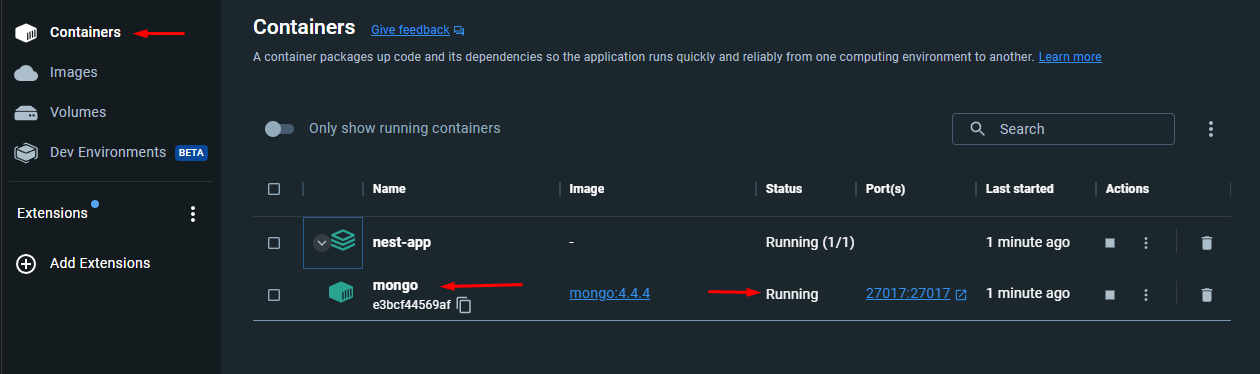 Containers
Images
Volumes
Dev Environments BETA
Extensions
Add Extensions
Containers Give feedback
A container packages up code and its dependencies so the application runs quickly and reliably from one computing environment to another. Learn more
Only show running containers
Search
Name Image Status Port(s) Last started Actions
nest-app - Running (1/1) 1 minute ago
mongo
e3bcf44569af
mongo:4.4.4 Running 27017:27017 1 minute ago